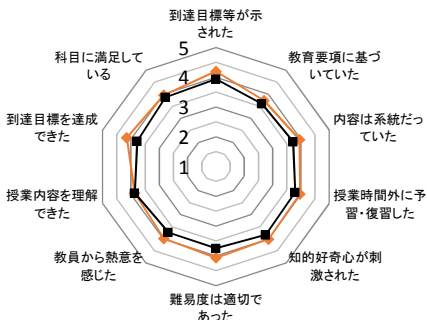 到達目標等が示
された
教育要項に基づ
いていた
内容は系統だっ
ていた
授業時間外に予
習・復習した
知的好奇心が刺
激された
難易度は適切で
あった
教員から熱意を
感じた
授業内容を理解
できた
到達目標を達成
できた
科目に満足して
いる
5
4
3
2
1